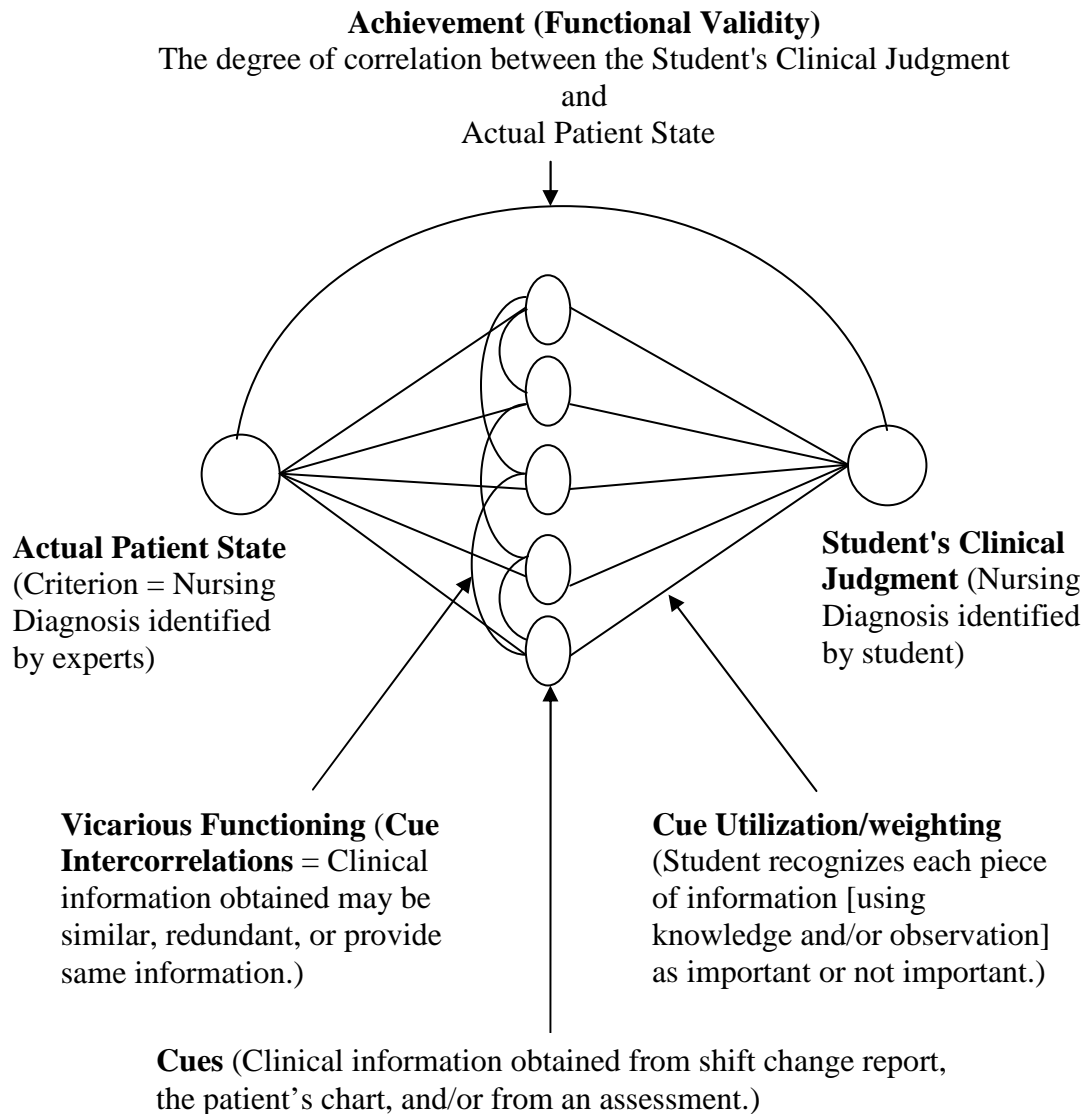 Achievement (Functional Validity)
The degree of correlation between the Student's Clinical Judgment
and
Actual Patient State
Actual Patient State
(Criterion = Nursing
Diagnosis identified
by experts)
Student's Clinical
Judgment (Nursing
Diagnosis identified
by student)
Vicarious Functioning (Cue
Intercorrelations = Clinical
information obtained may be
similar, redundant, or provide
same information.)
Cue Utilization/weighting
(Student recognizes each piece
of information [using
knowledge and/or observation]
as important or not important.)
Cues (Clinical information obtained from shift change report,
the patient’s chart, and/or from an assessment.)